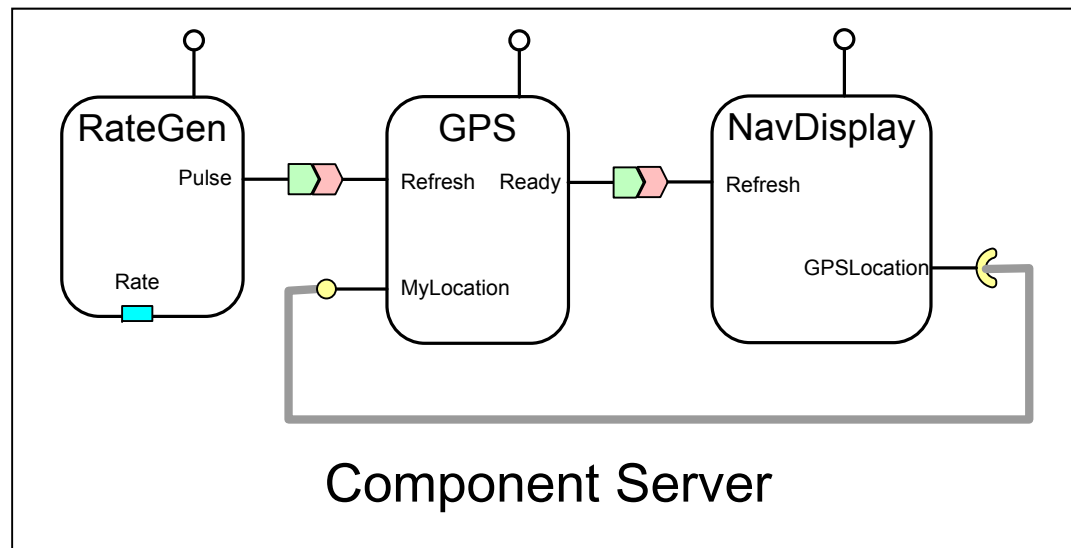 RateGen
GPS
NavDisplay
Pulse
Refresh
Ready
Refresh
Rate
MyLocation
GPSLocation
Component Server